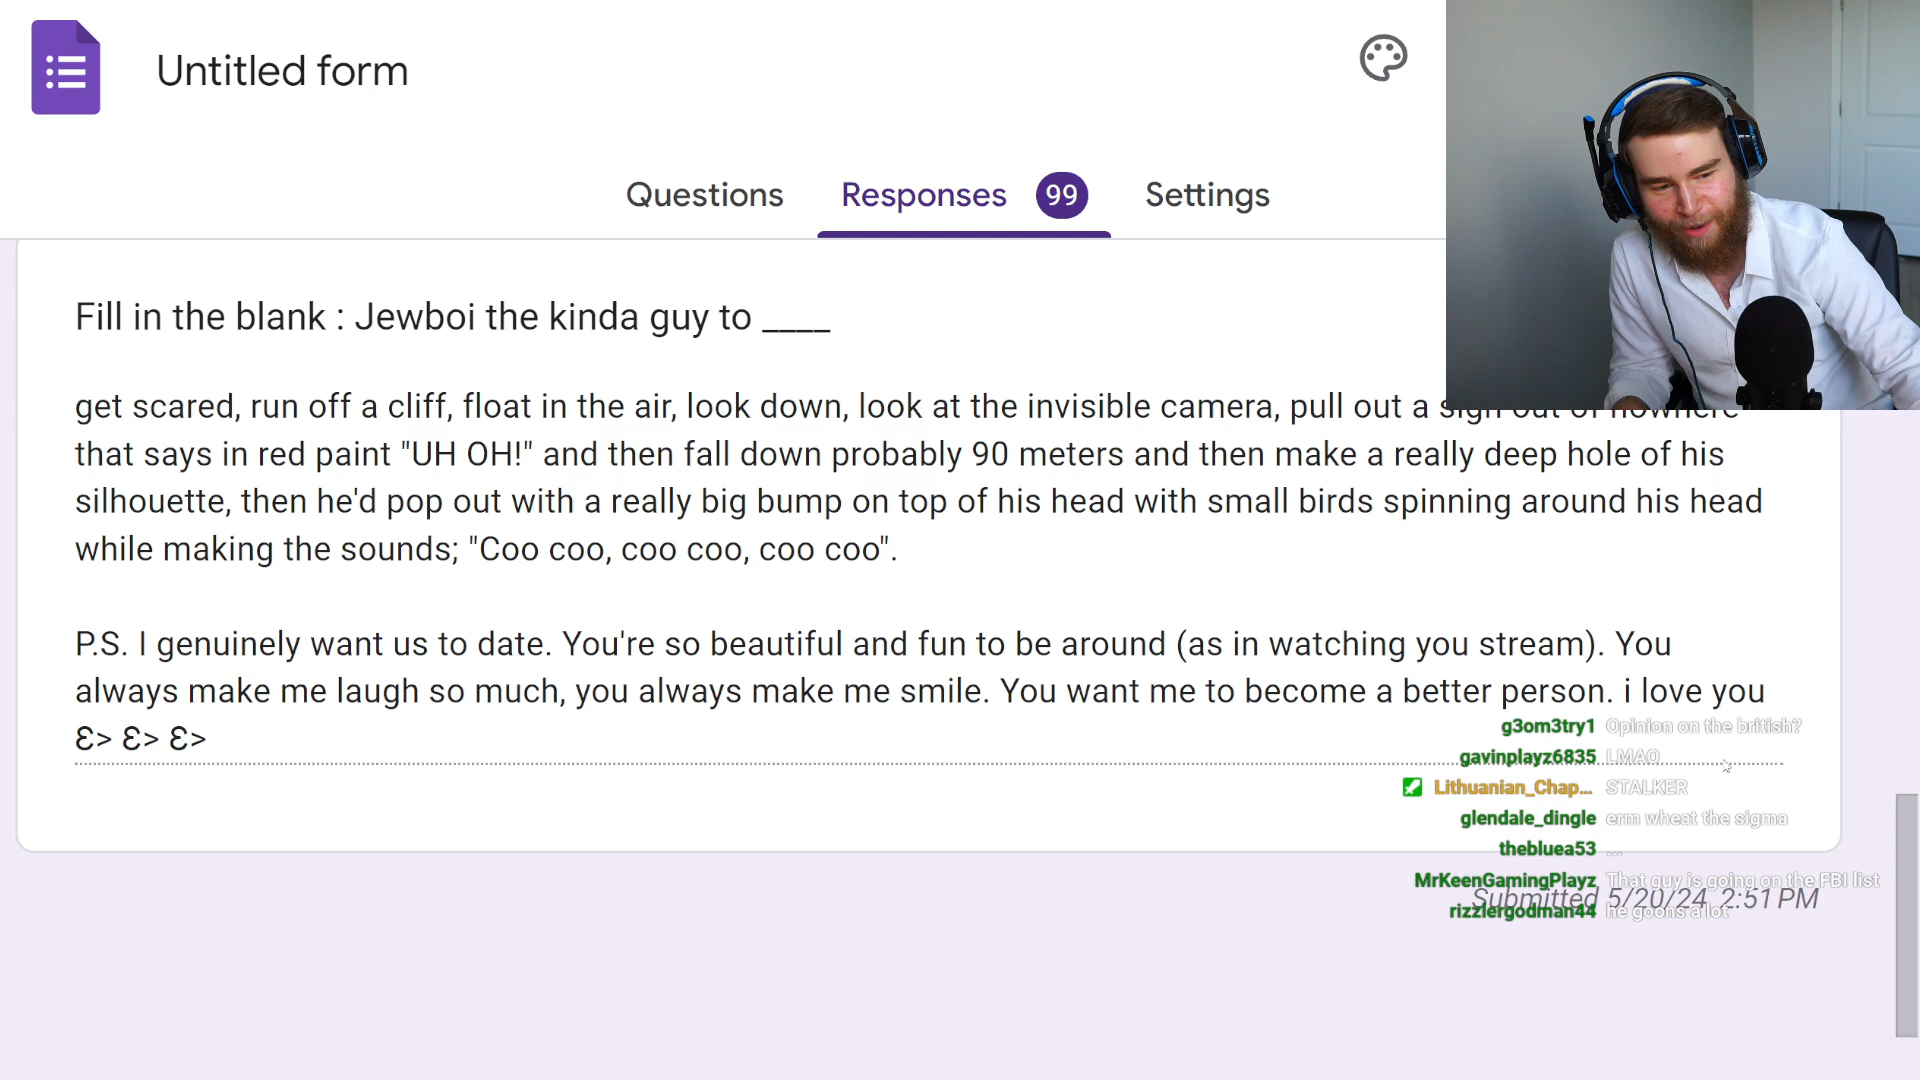 Untitled form
Questions Responses 99 Settings
Fill in the blank : Jewboi the kinda guy to ____
get scared, run off a cliff, float in the air, look down, look at the invisible camera, pull out a sign out of nowhere
that says in red paint "UH OH!" and then fall down probably 90 meters and then make a really deep hole of his
silhouette, then he'd pop out with a really big bump on top of his head with small birds spinning around his head
while making the sounds; "Coo coo, coo coo, coo coo".
P.S. I genuinely want us to date. You're so beautiful and fun to be around (as in watching you stream). You
always make me laugh so much, you always make me smile. You want me to become a better person. i love you
Ɛ> Ɛ> Ɛ>
g3om3try1 Opinion on the british?
gavinplayz6835 LMAO
Lithuanian_Chap... STALKER
glendale_dingle erm wheat the sigma
thebluea53 ...
MrKeenGamingPlayz That guy is going on the FBI list
Submitted 5/20/24, 2:51 PM
rizzlergodman44 he goons a lot